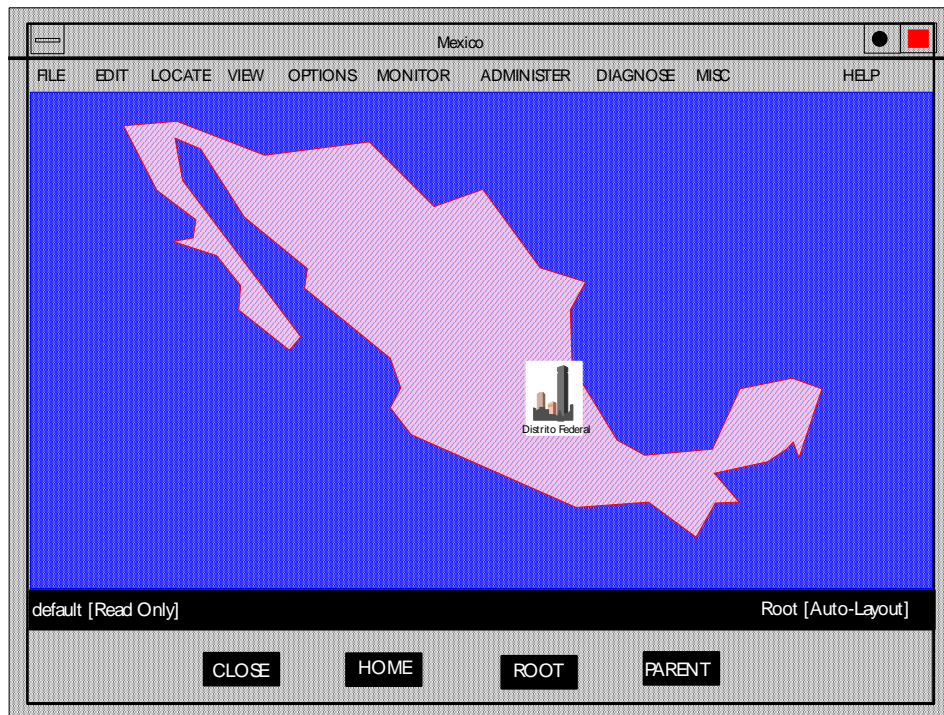 Mexico
FILE EDIT LOCATE VIEW OPTIONS MONITOR ADMINISTER DIAGNOSE MISC HELP
Distrito Federal
default [Read Only] Root [Auto-Layout]
CLOSE HOME ROOT PARENT